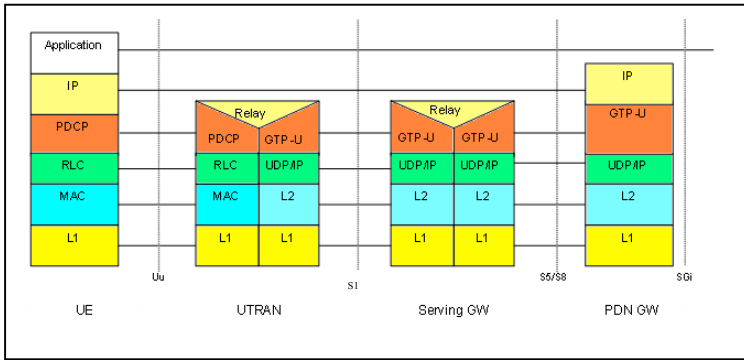 Application
IP
IP
Relay
Relay
PDCP
PDCP
GTP-U
GTP-U
GTP-U
GTP-U
RLC
RLC
UDP/IP
UDP/IP
UDP/IP
UDP/IP
MAC
MAC
L2
L2
L2
L2
L1
L1
L1
L1
L1
L1
Uu
S1
S5/S8
SGi
UE
UTRAN
Serving GW
PDN GW